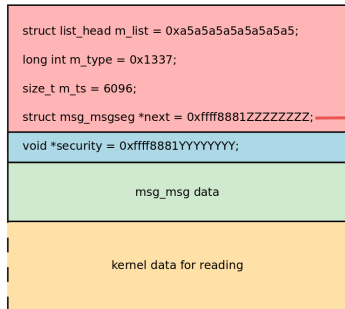 struct list_head m_list = 0xa5a5a5a5a5a5a5a5;
long int m_type = 0x1337;
size_t m_ts = 6096;
struct msg_msgseg *next = 0xffff8881ZZZZZZZZ;
void *security = 0xffff8881YYYYYYYY;
msg_msg data
kernel data for reading